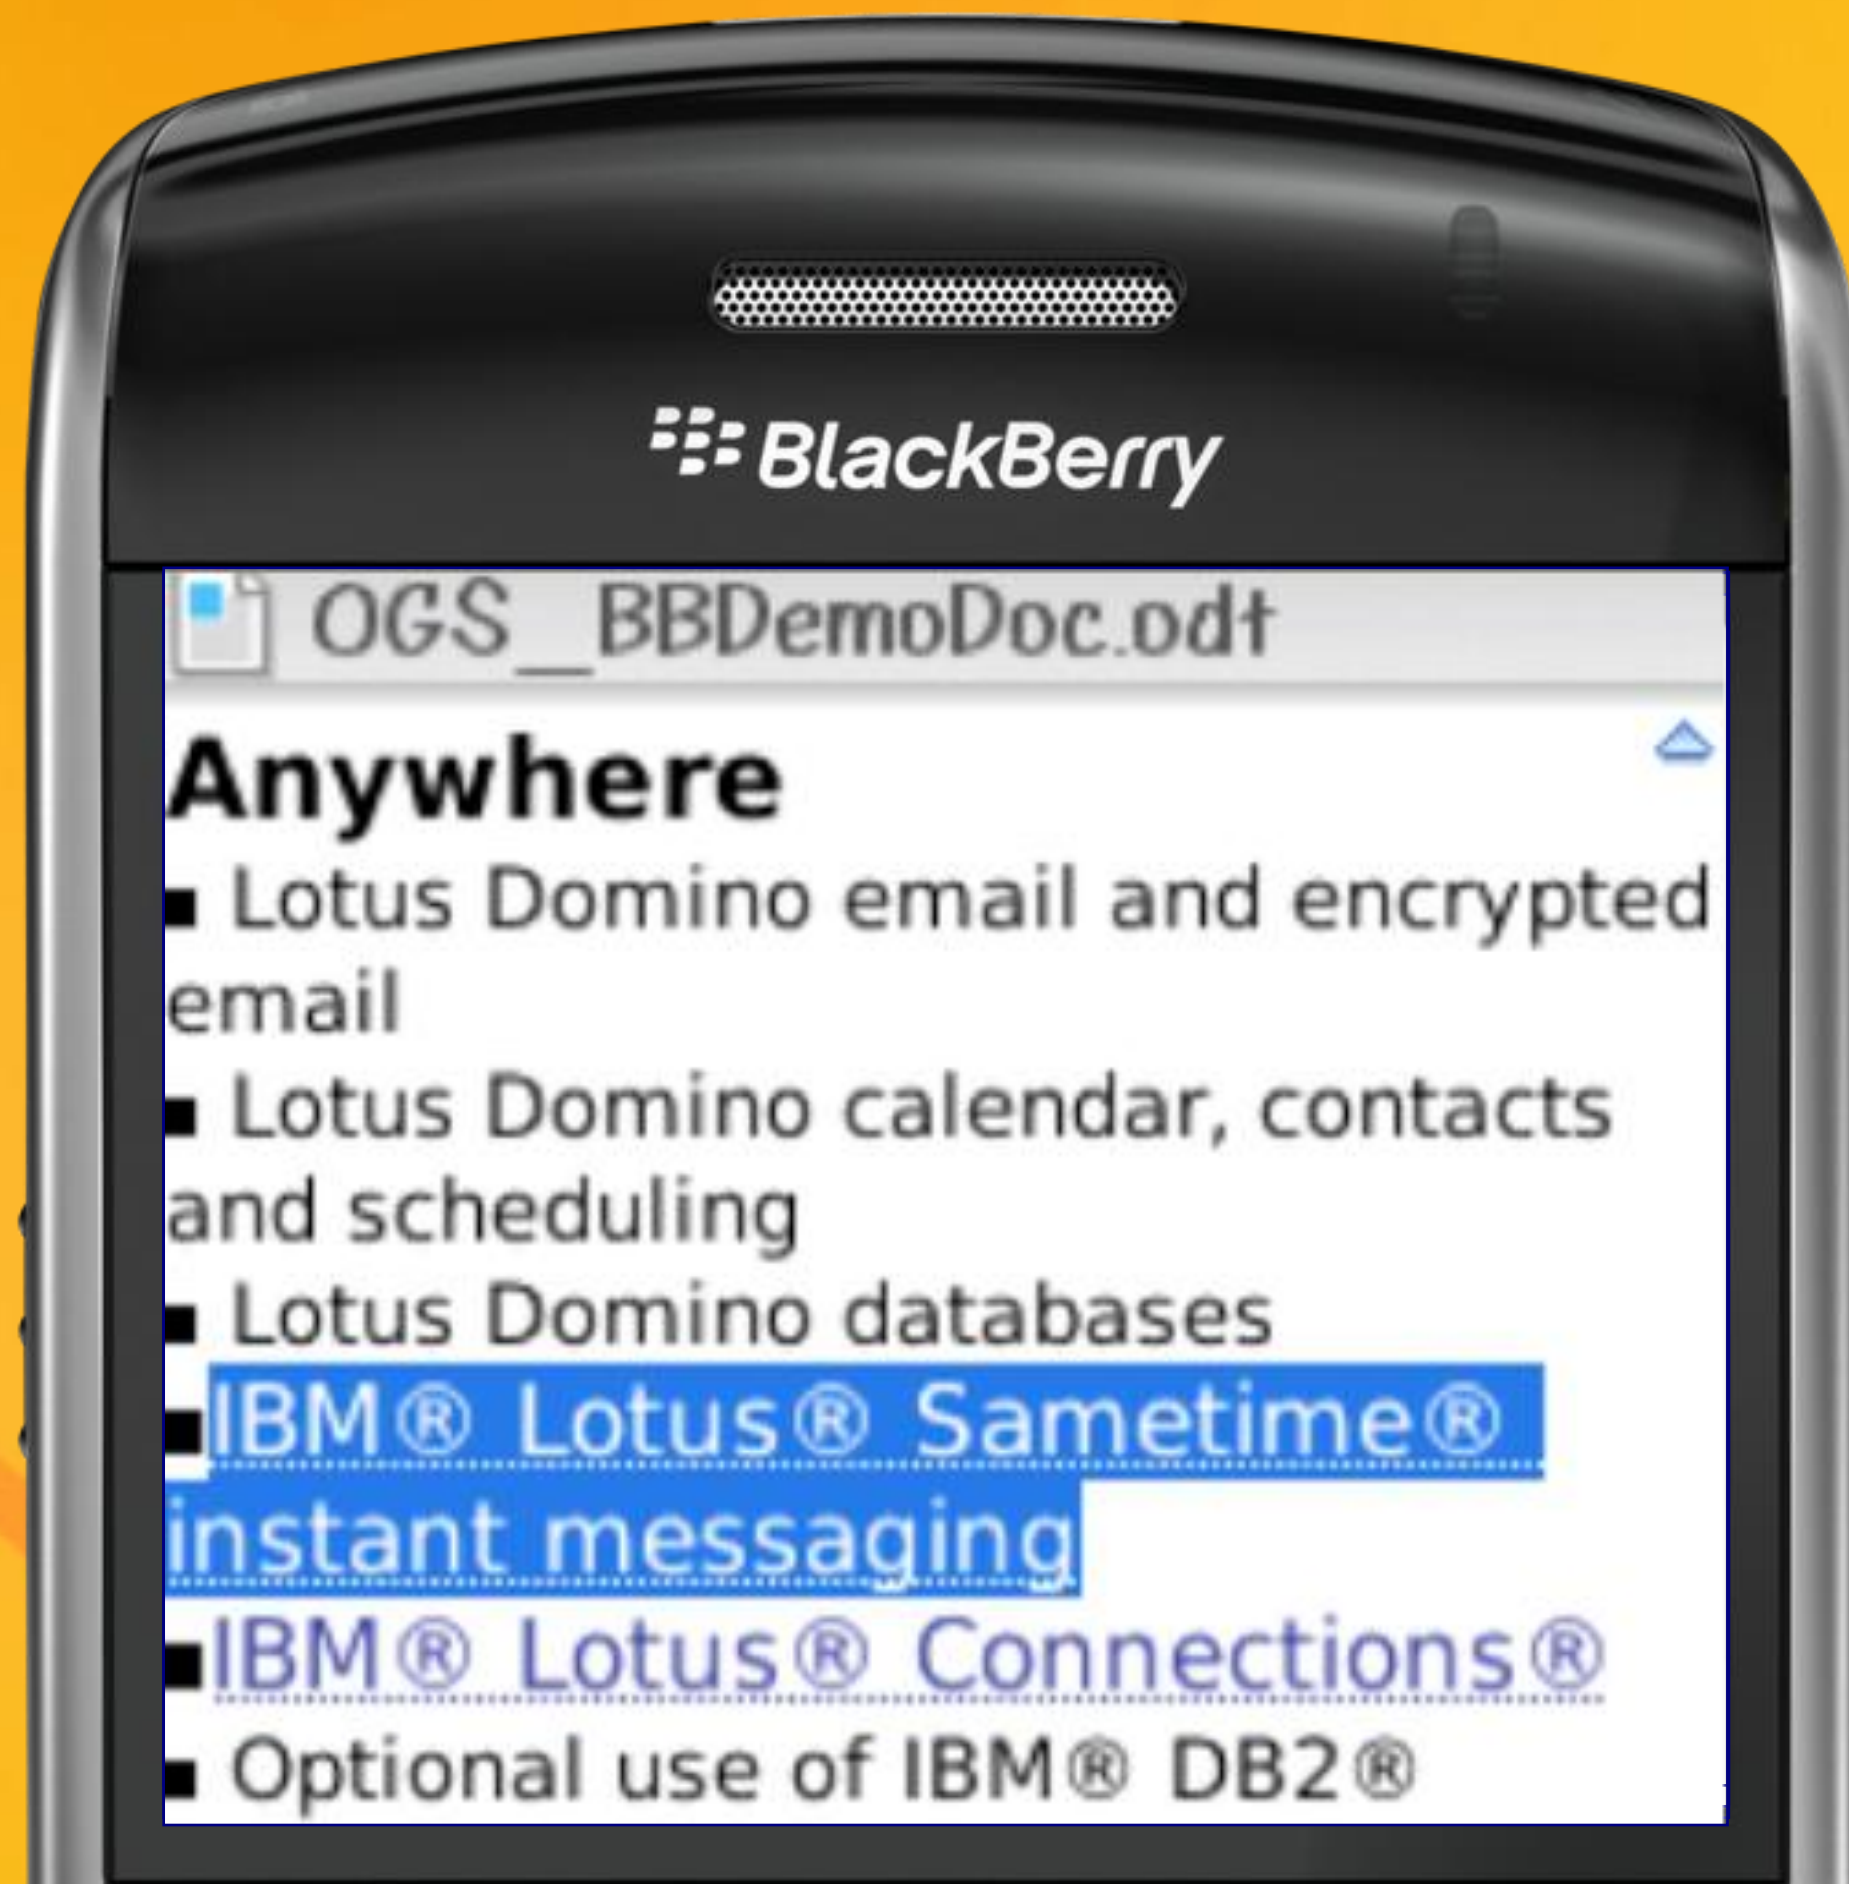 BlackBerry
OGS_BBDemoDoc.odt
Anywhere
▪ Lotus Domino email and encrypted
email
▪ Lotus Domino calendar, contacts
and scheduling
▪ Lotus Domino databases
▪IBM® Lotus® Sametime®
instant messaging
▪IBM® Lotus® Connections®
▪ Optional use of IBM® DB2®